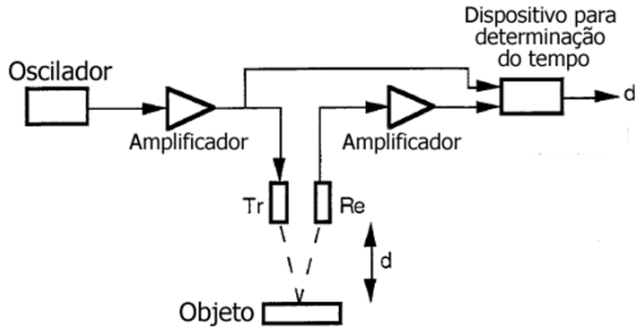 Dispositivo para
determinação
do tempo
Oscilador
d
Amplificador
Amplificador
Tr
Re
d
Objeto